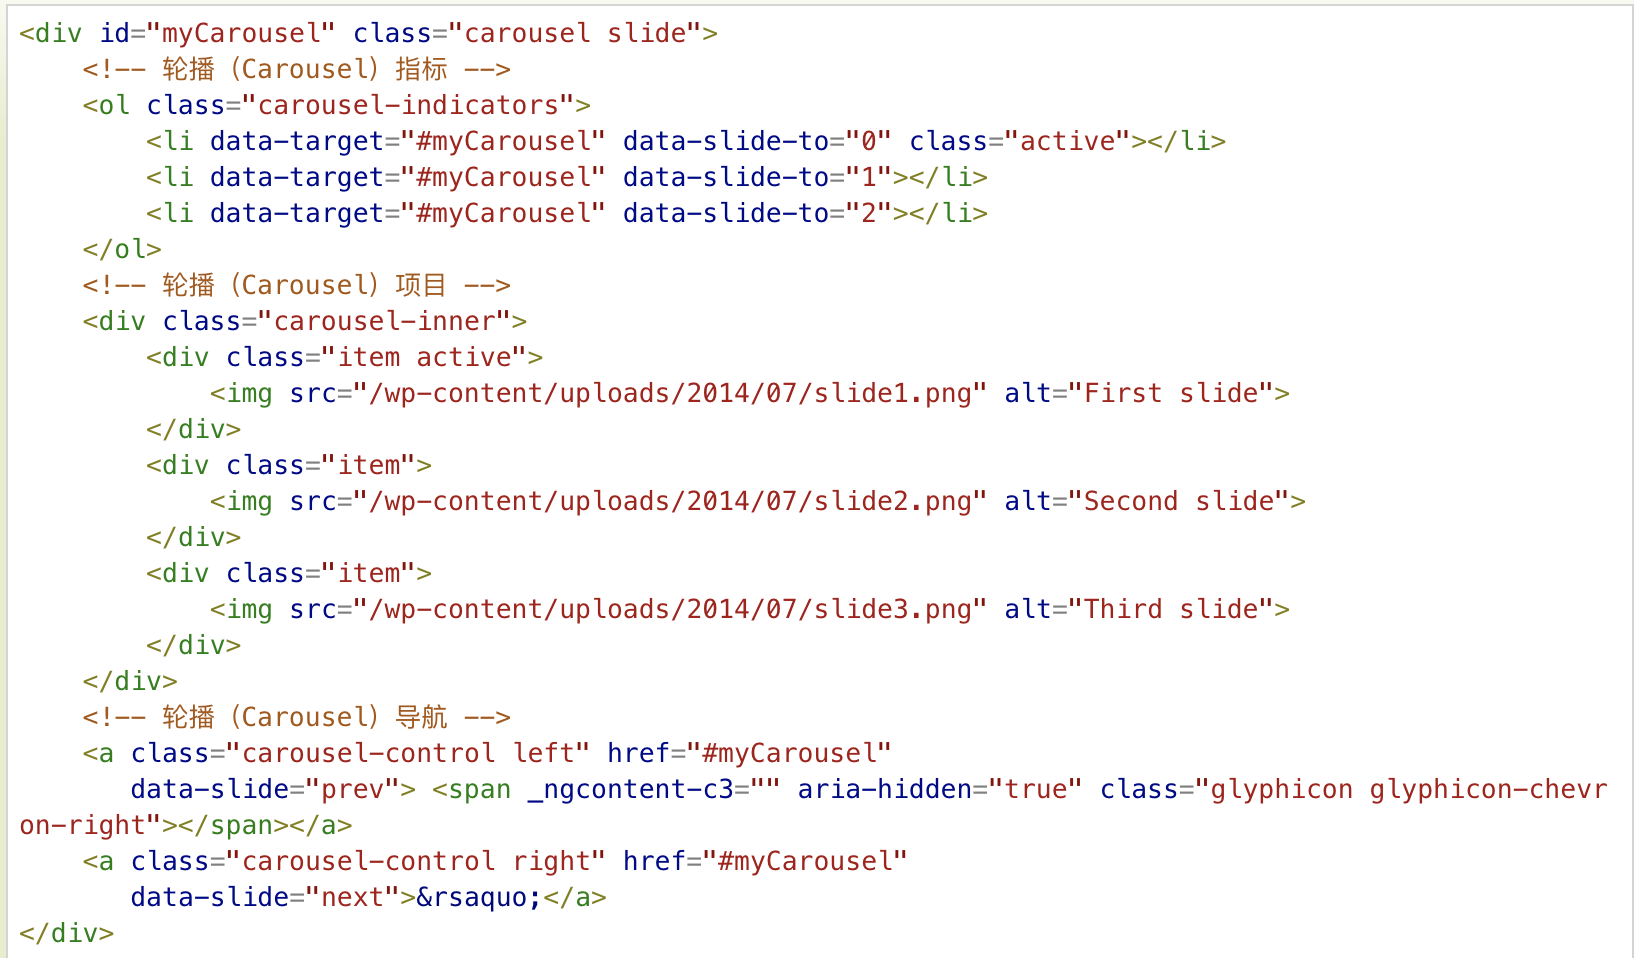 <div id="myCarousel" class="carousel slide">
    <!-- 轮播（Carousel）指标 -->
    <ol class="carousel-indicators">
        <li data-target="#myCarousel" data-slide-to="0" class="active"></li>
        <li data-target="#myCarousel" data-slide-to="1"></li>
        <li data-target="#myCarousel" data-slide-to="2"></li>
    </ol>
    <!-- 轮播（Carousel）项目 -->
    <div class="carousel-inner">
        <div class="item active">
            <img src="/wp-content/uploads/2014/07/slide1.png" alt="First slide">
        </div>
        <div class="item">
            <img src="/wp-content/uploads/2014/07/slide2.png" alt="Second slide">
        </div>
        <div class="item">
            <img src="/wp-content/uploads/2014/07/slide3.png" alt="Third slide">
        </div>
    </div>
    <!-- 轮播（Carousel）导航 -->
    <a class="carousel-control left" href="#myCarousel"
       data-slide="prev"> <span _ngcontent-c3="" aria-hidden="true" class="glyphicon glyphicon-chevr
on-right"></span></a>
    <a class="carousel-control right" href="#myCarousel"
       data-slide="next">&rsaquo;</a>
</div>